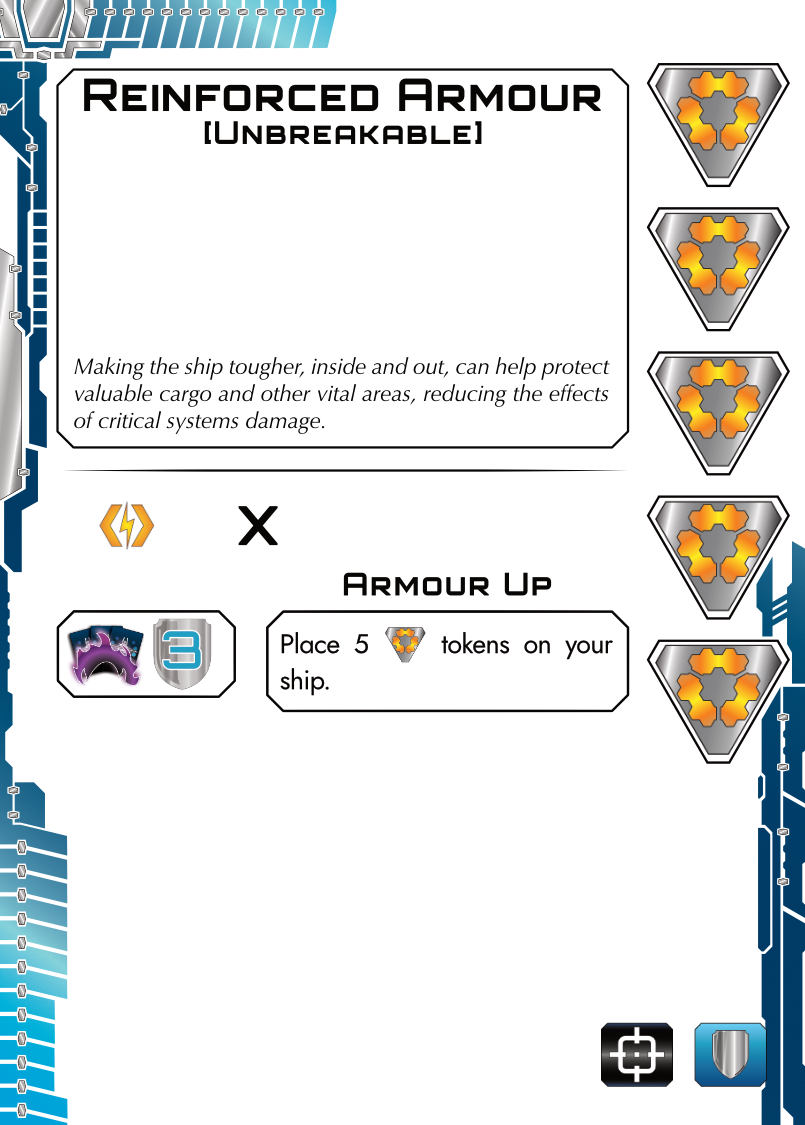 Reinforced Armour
[Unbreakable]
Making the ship tougher, inside and out, can help protect
valuable cargo and other vital areas, reducing the effects
of critical systems damage.
X
Armour Up
3
Place 5 tokens on your
ship.